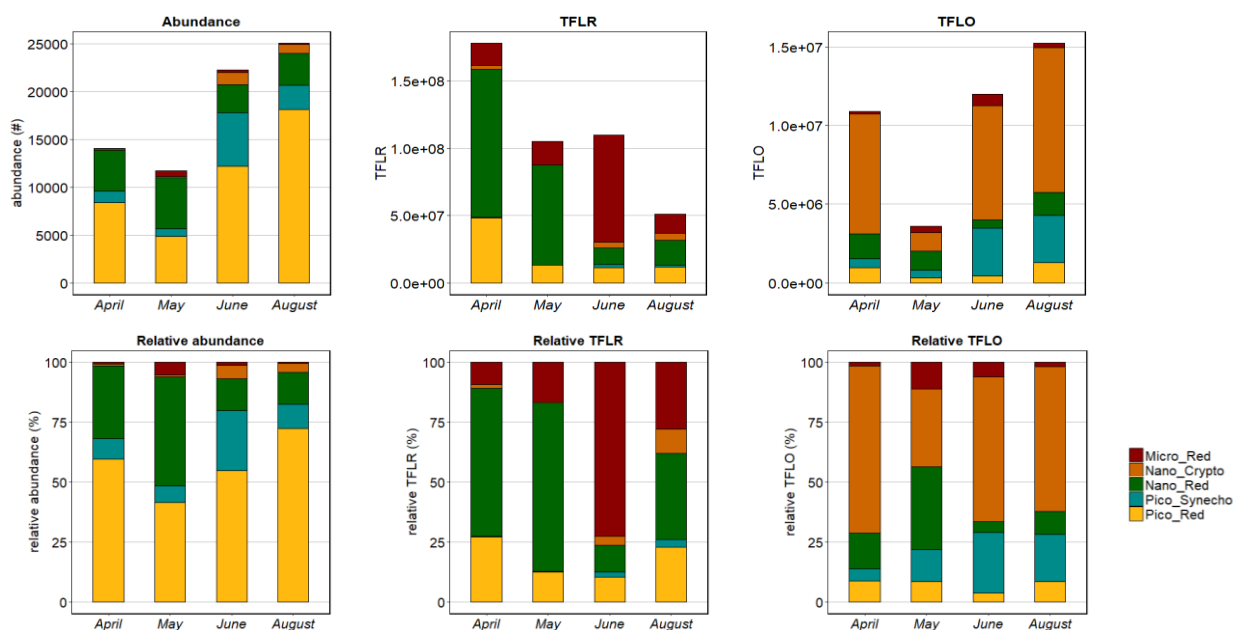 Abundance
abundance (#)
25000
20000
15000
10000
5000
0
April May June August
TFLR
TFLR
1.5e+08
1.0e+08
5.0e+07
0.0e+00
April May June August
TFLO
TFLO
1.5e+07
1.0e+07
5.0e+06
0.0e+00
April May June August
Relative abundance
relative abundance (%)
100
75
50
25
0
April May June August
Relative TFLR
relative TFLR (%)
100
75
50
25
0
April May June August
Relative TFLO
relative TFLO (%)
100
75
50
25
0
April May June August
Micro_Red
Nano_Crypto
Nano_Red
Pico_Synecho
Pico_Red